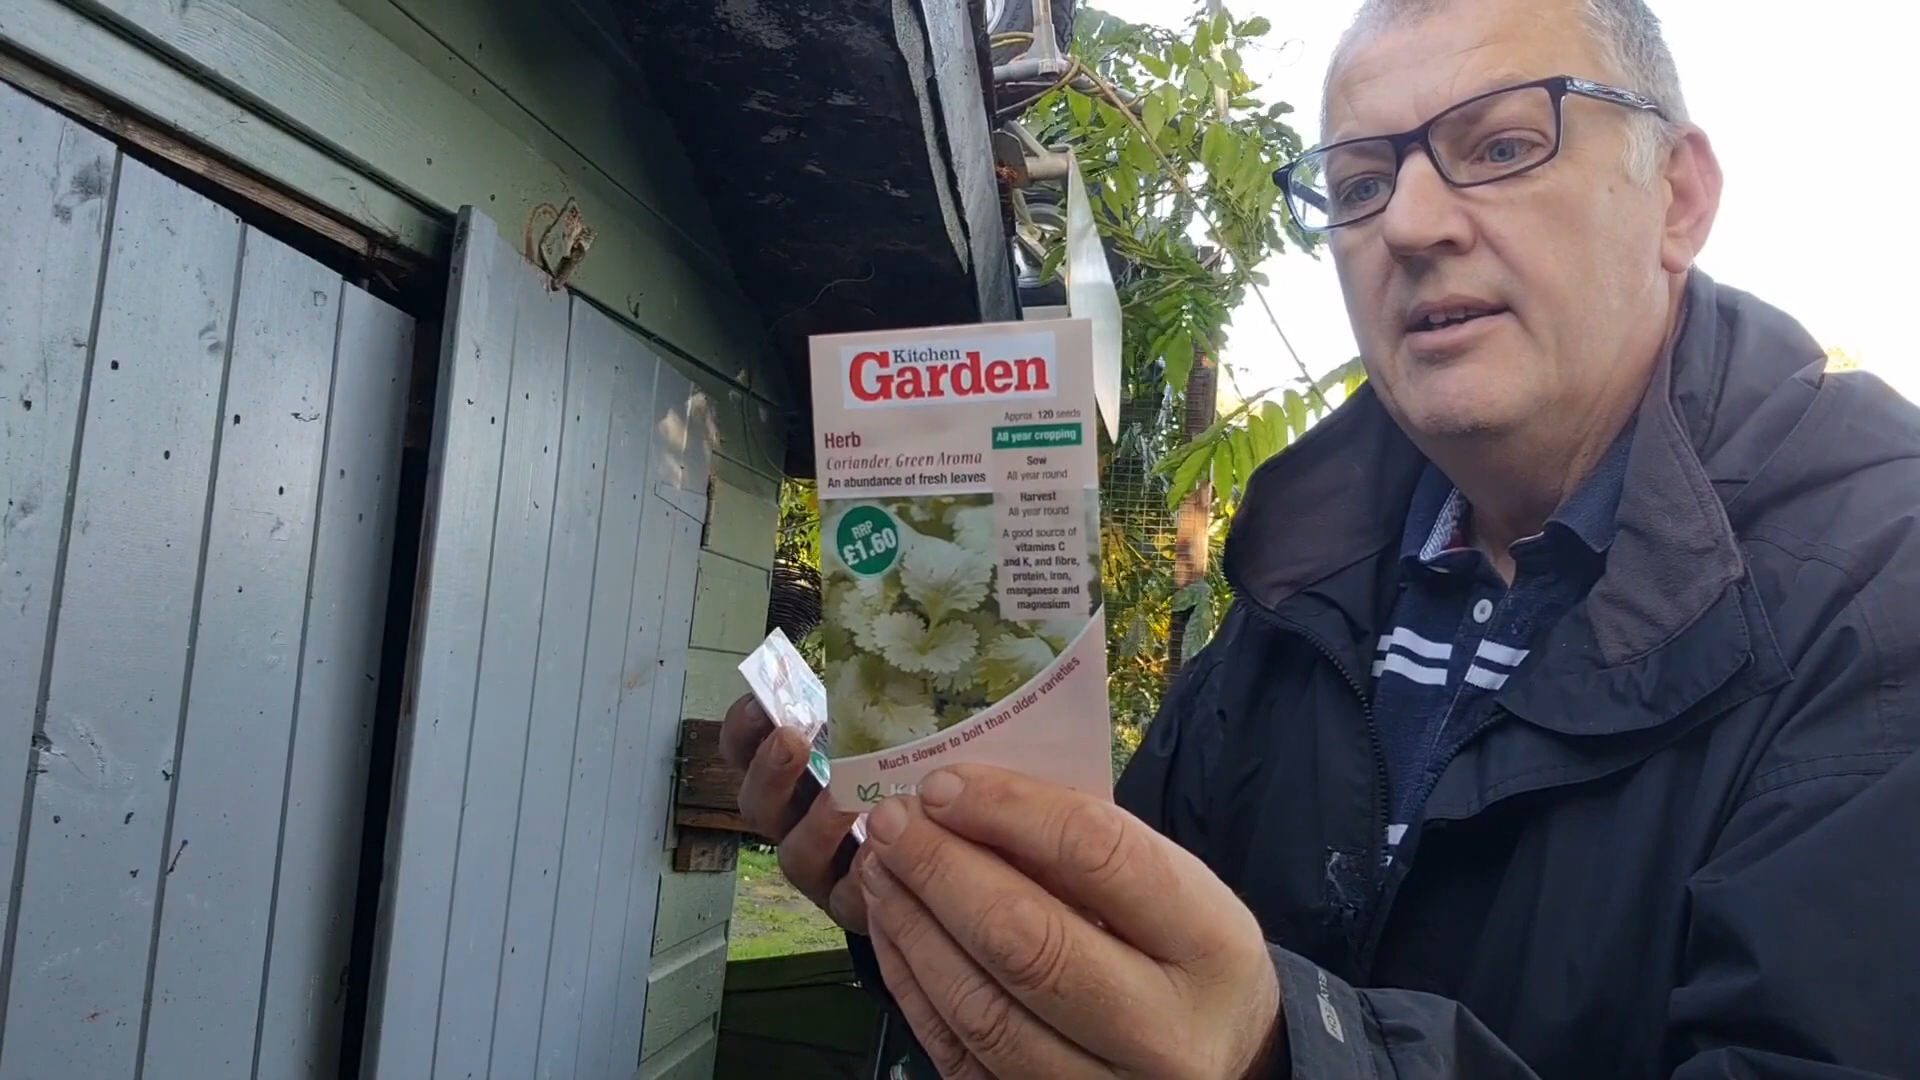 Kitchen
Garden
Approx. 120 seeds
All year cropping
Herb
Coriander, Green Aroma
An abundance of fresh leaves
Sow
All year round
Harvest
All year round
A good source of
vitamins C
and K, and fibre,
protein, iron,
manganese and
magnesium
RRP
£1.60
Much slower to bolt than older varieties